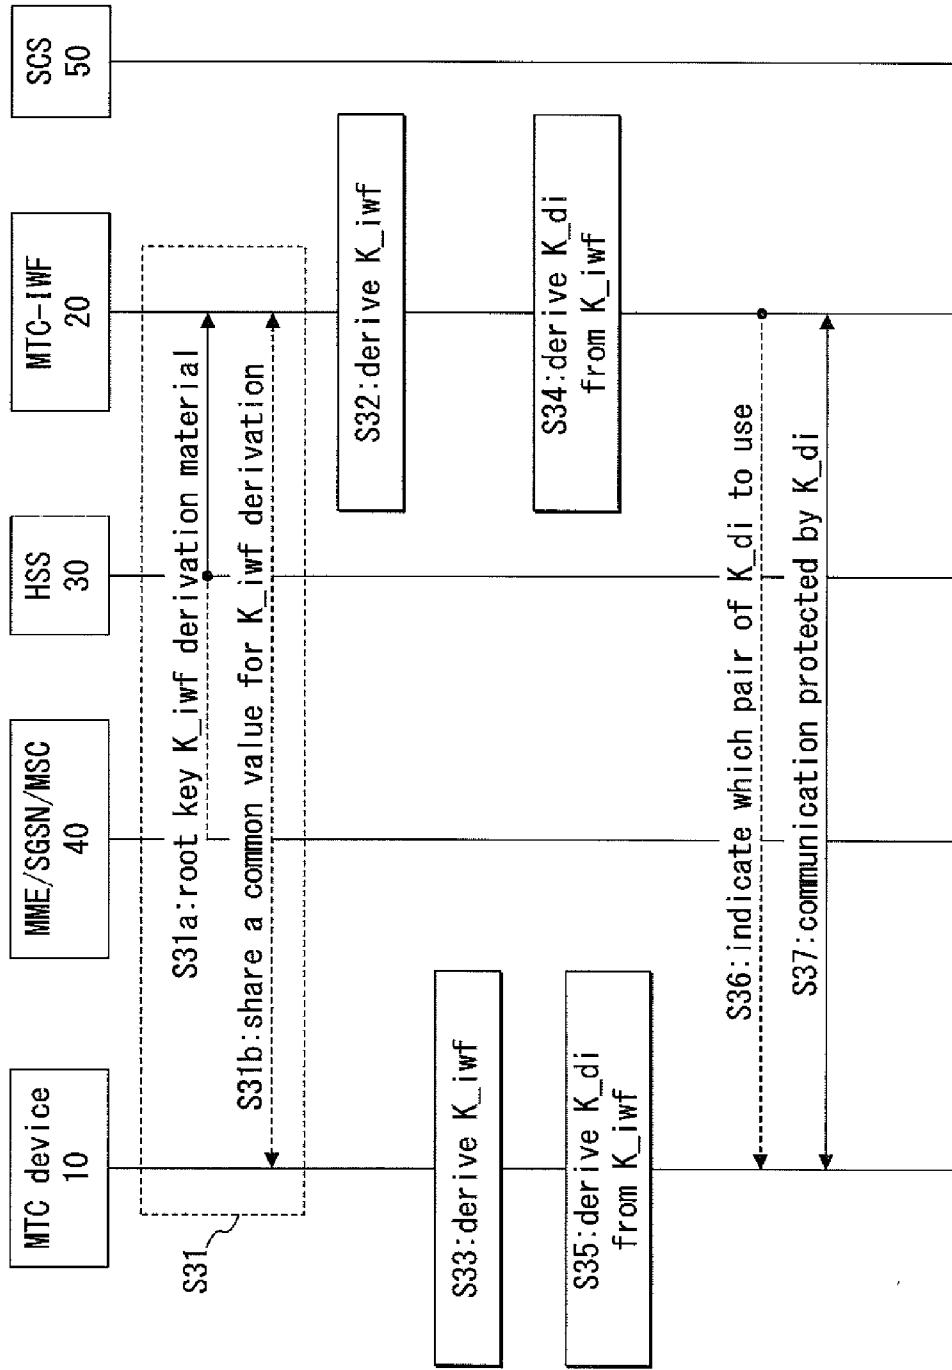 MTC device
10
MME/SGSN/MSC
40
HSS
30
MTC-IWF
20
SCS
50
S31
S31a:root key K_iwf derivation material
S31b:share a common value for K_iwf derivation
S32:derive K_iwf
S33:derive K_iwf
S34:derive K_di
from K_iwf
S35:derive K_di
from K_iwf
S36:indicate which pair of K_di to use
S37:communication protected by K_di